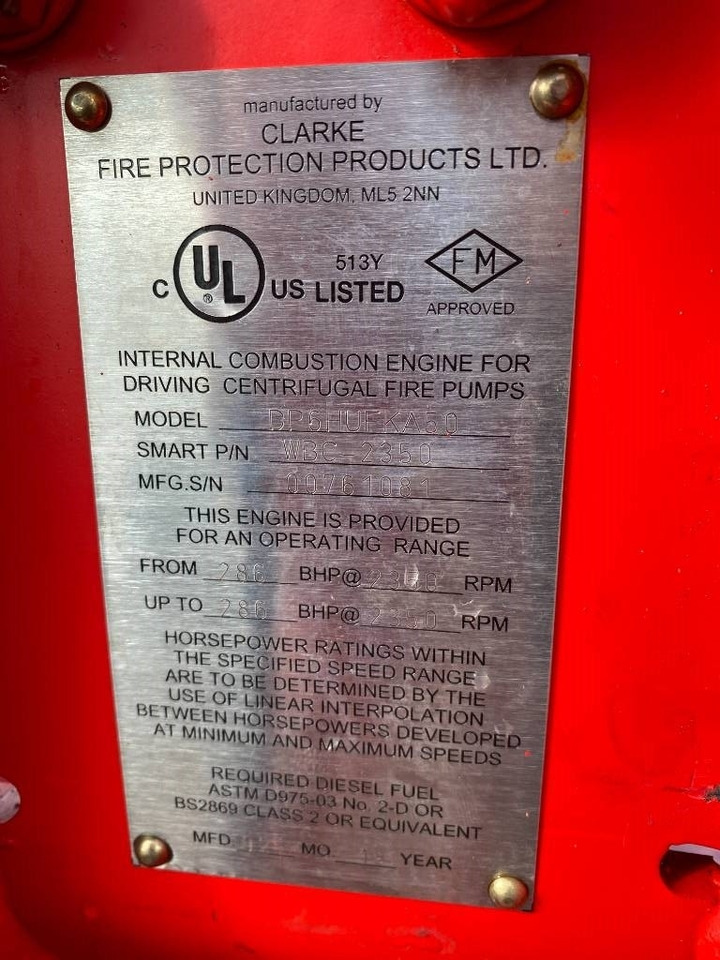 manufactured by
CLARKE
FIRE PROTECTION PRODUCTS LTD.
UNITED KINGDOM, ML5 2NN
C UL ® US LISTED 513Y
FM
APPROVED
INTERNAL COMBUSTION ENGINE FOR
DRIVING CENTRIFUGAL FIRE PUMPS
MODEL
SMART P/N WBC-2350
MFG.S/N 00761081
THIS ENGINE IS PROVIDED
FOR AN OPERATING RANGE
FROM 286 BHP@ RPM
UP TO 286 BHP@ 2350 RPM
HORSEPOWER RATINGS WITHIN
THE SPECIFIED SPEED RANGE
ARE TO BE DETERMINED BY THE
USE OF LINEAR INTERPOLATION
BETWEEN HORSEPOWERS DEVELOPED
AT MINIMUM AND MAXIMUM SPEEDS
REQUIRED DIESEL FUEL
ASTM D975-03 No. 2-D OR
BS2869 CLASS 2 OR EQUIVALENT
MFD. MO. YEAR